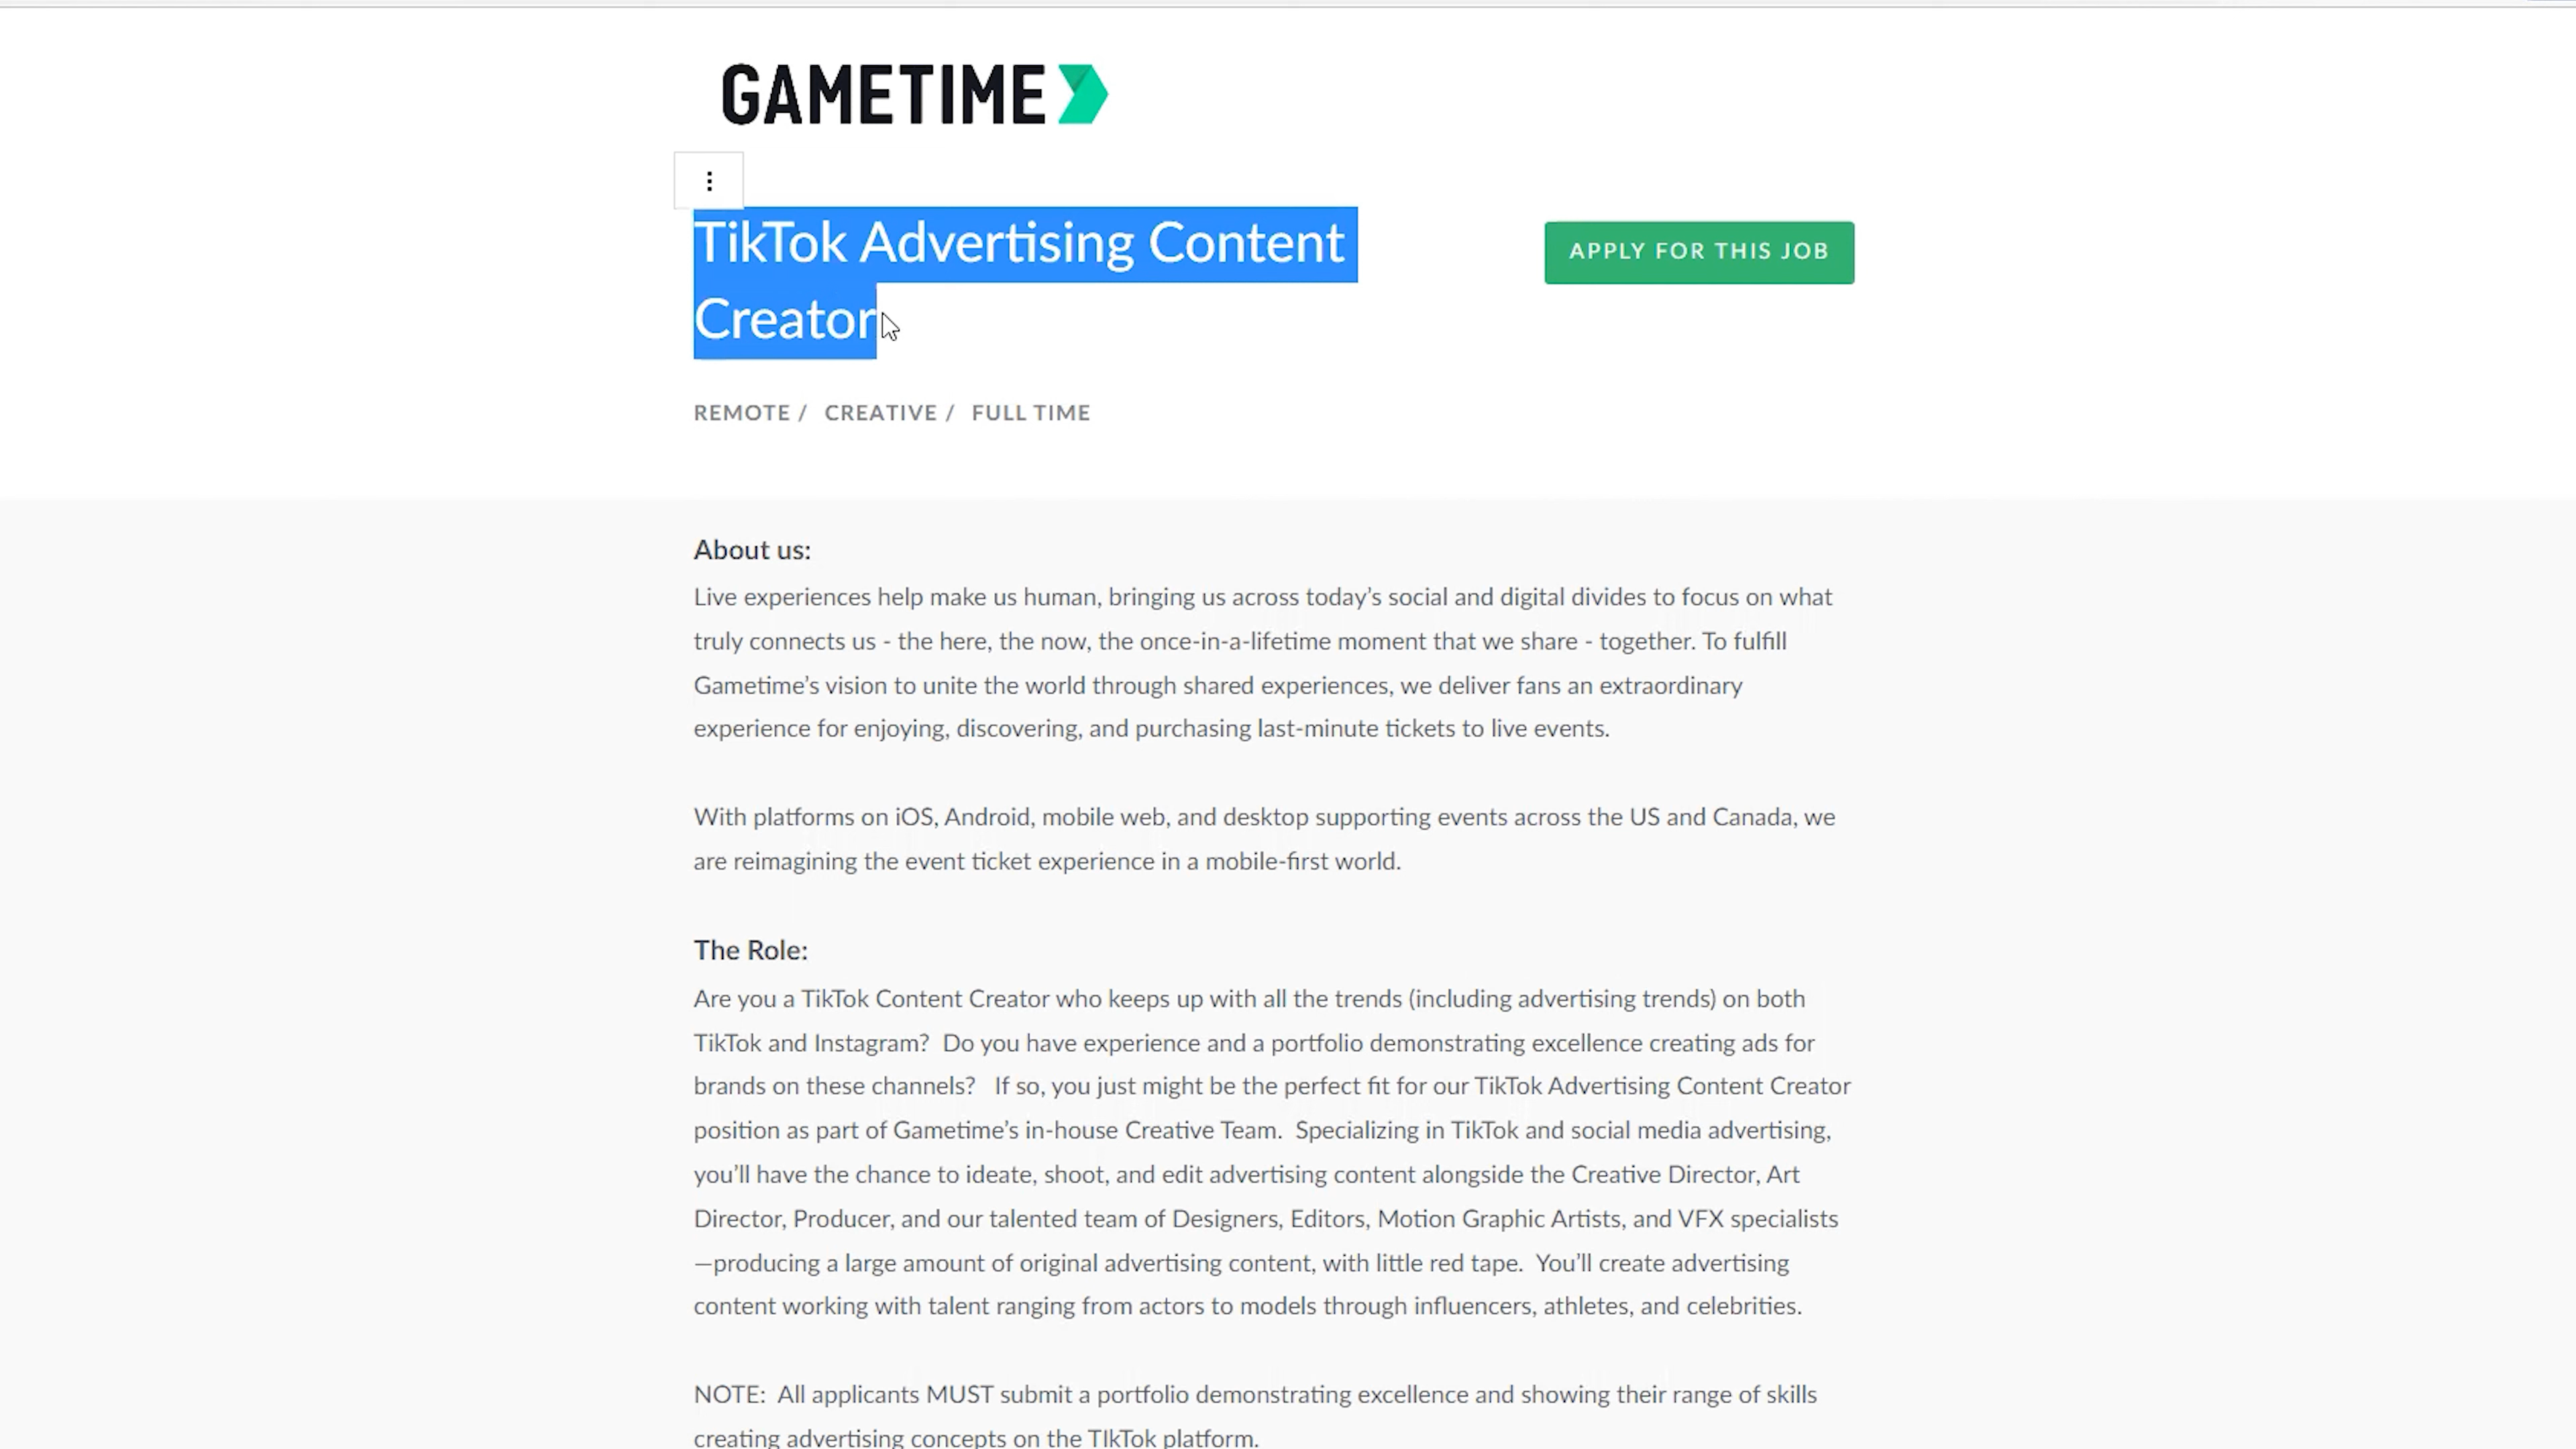 GAMETIME
TikTok Advertising Content
Creator
APPLY FOR THIS JOB
REMOTE / CREATIVE / FULL TIME
About us:
Live experiences help make us human, bringing us across today’s social and digital divides to focus on what
truly connects us - the here, the now, the once-in-a-lifetime moment that we share - together. To fulfill
Gametime’s vision to unite the world through shared experiences, we deliver fans an extraordinary
experience for enjoying, discovering, and purchasing last-minute tickets to live events.
With platforms on iOS, Android, mobile web, and desktop supporting events across the US and Canada, we
are reimagining the event ticket experience in a mobile-first world.
The Role:
Are you a TikTok Content Creator who keeps up with all the trends (including advertising trends) on both
TikTok and Instagram?  Do you have experience and a portfolio demonstrating excellence creating ads for
brands on these channels?   If so, you just might be the perfect fit for our TikTok Advertising Content Creator
position as part of Gametime’s in-house Creative Team.  Specializing in TikTok and social media advertising,
you’ll have the chance to ideate, shoot, and edit advertising content alongside the Creative Director, Art
Director, Producer, and our talented team of Designers, Editors, Motion Graphic Artists, and VFX specialists
—producing a large amount of original advertising content, with little red tape.  You’ll create advertising
content working with talent ranging from actors to models through influencers, athletes, and celebrities.
NOTE:  All applicants MUST submit a portfolio demonstrating excellence and showing their range of skills
creating advertising concepts on the TIkTok platform.